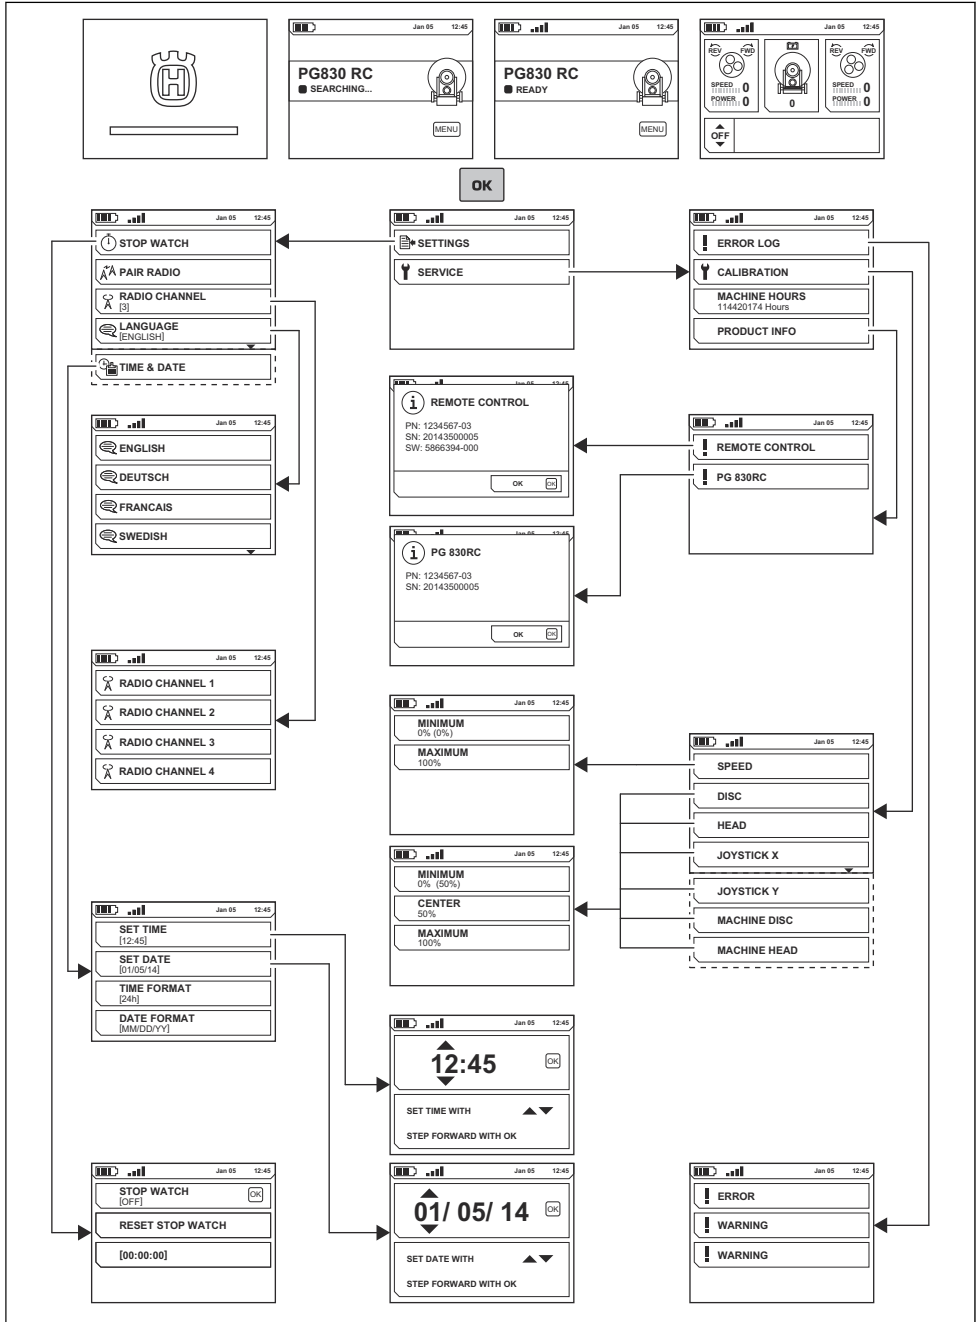 Jan 05 12:45
PG830 RC
SEARCHING...
MENU
Jan 05 12:45
PG830 RC
READY
MENU
Jan 05 12:45
REV FWD
SPEED 0
POWER 0
0
REV FWD
SPEED 0
POWER 0
OFF
OK
Jan 05 12:45
STOP WATCH
PAIR RADIO
RADIO CHANNEL
[3]
LANGUAGE
[ENGLISH]
TIME & DATE
Jan 05 12:45
SETTINGS
SERVICE
Jan 05 12:45
ERROR LOG
CALIBRATION
MACHINE HOURS
114420174 Hours
PRODUCT INFO
Jan 05 12:45
REMOTE CONTROL
PN: 1234567-03
SN: 20143500005
SW: 5866394-000
OK OK
Jan 05 12:45
ENGLISH
DEUTSCH
FRANCAIS
SWEDISH
Jan 05 12:45
REMOTE CONTROL
PG 830RC
PG 830RC
PN: 1234567-03
SN: 20143500005
OK OK
Jan 05 12:45
RADIO CHANNEL 1
RADIO CHANNEL 2
RADIO CHANNEL 3
RADIO CHANNEL 4
Jan 05 12:45
MINIMUM
0% (0%)
MAXIMUM
100%
Jan 05 12:45
SPEED
DISC
HEAD
JOYSTICK X
JOYSTICK Y
MACHINE DISC
MACHINE HEAD
Jan 05 12:45
MINIMUM
0% (50%)
CENTER
50%
MAXIMUM
100%
Jan 05 12:45
SET TIME
[12:45]
SET DATE
[01/05/14]
TIME FORMAT
[24h]
DATE FORMAT
[MM/DD/YY]
Jan 05 12:45
12:45 OK
SET TIME WITH
STEP FORWARD WITH OK
Jan 05 12:45
STOP WATCH
[OFF]
OK
RESET STOP WATCH
[00:00:00]
Jan 05 12:45
01/ 05/ 14 OK
SET DATE WITH
STEP FORWARD WITH OK
Jan 05 12:45
ERROR
WARNING
WARNING